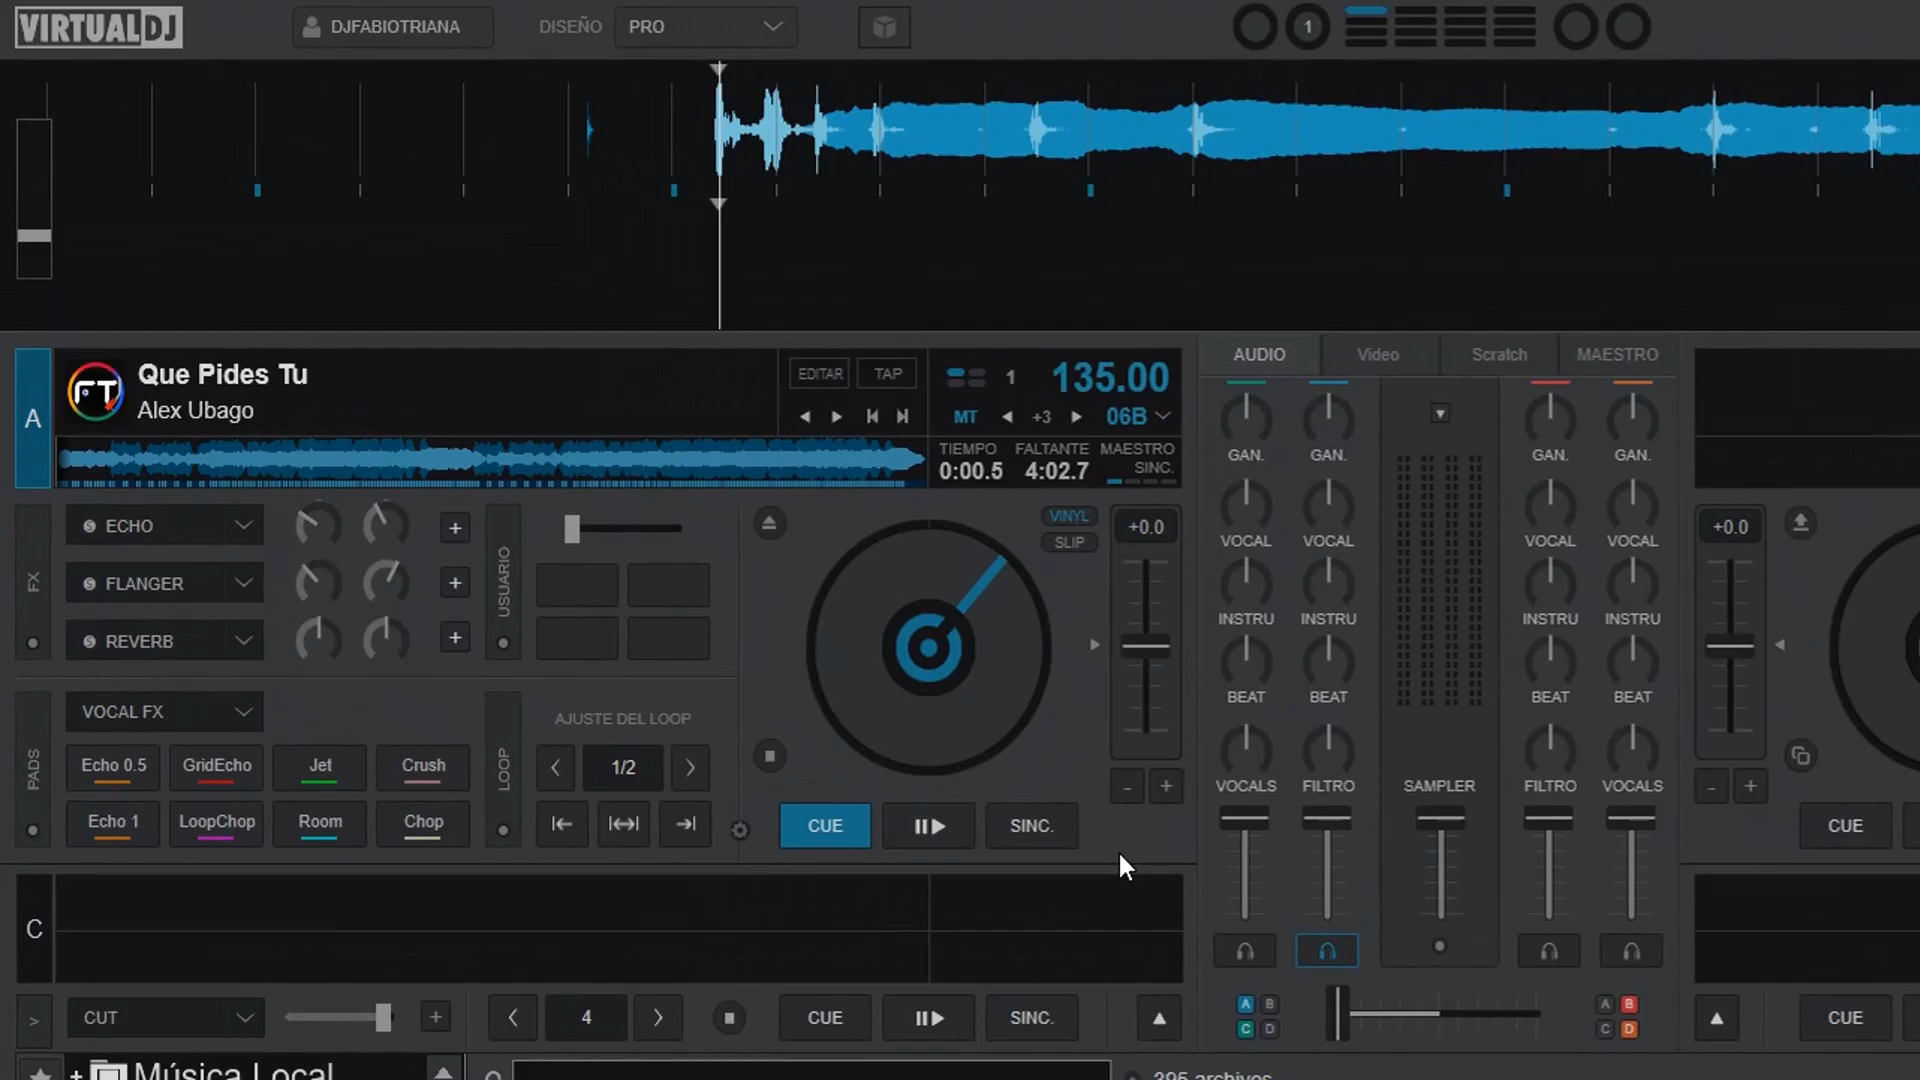 VIRTUALDJ
DJFABIOTRIANA
DISEÑO
PRO
1
A
Que Pides Tu
Alex Ubago
EDITAR
TAP
1
135.00
MT
+3
06B
TIEMPO
FALTANTE
MAESTRO
0:00.5
4:02.7
SINC.
FX
ECHO
FLANGER
REVERB
+
+
+
USUARIO
VINYL
SLIP
+0.0
PADS
VOCAL FX
Echo 0.5
GridEcho
Jet
Crush
Echo 1
LoopChop
Room
Chop
LOOP
AJUSTE DEL LOOP
1/2
- +
CUE
SINC.
AUDIO
Video
Scratch
MAESTRO
GAN.
GAN.
GAN.
GAN.
VOCAL
VOCAL
VOCAL
VOCAL
INSTRU
INSTRU
INSTRU
INSTRU
BEAT
BEAT
BEAT
BEAT
VOCALS
FILTRO
SAMPLER
FILTRO
VOCALS
+0.0
- +
CUE
C
CUT
+
4
CUE
SINC.
A B
C D
A B
C D
CUE
+ Música Local
395 archivos